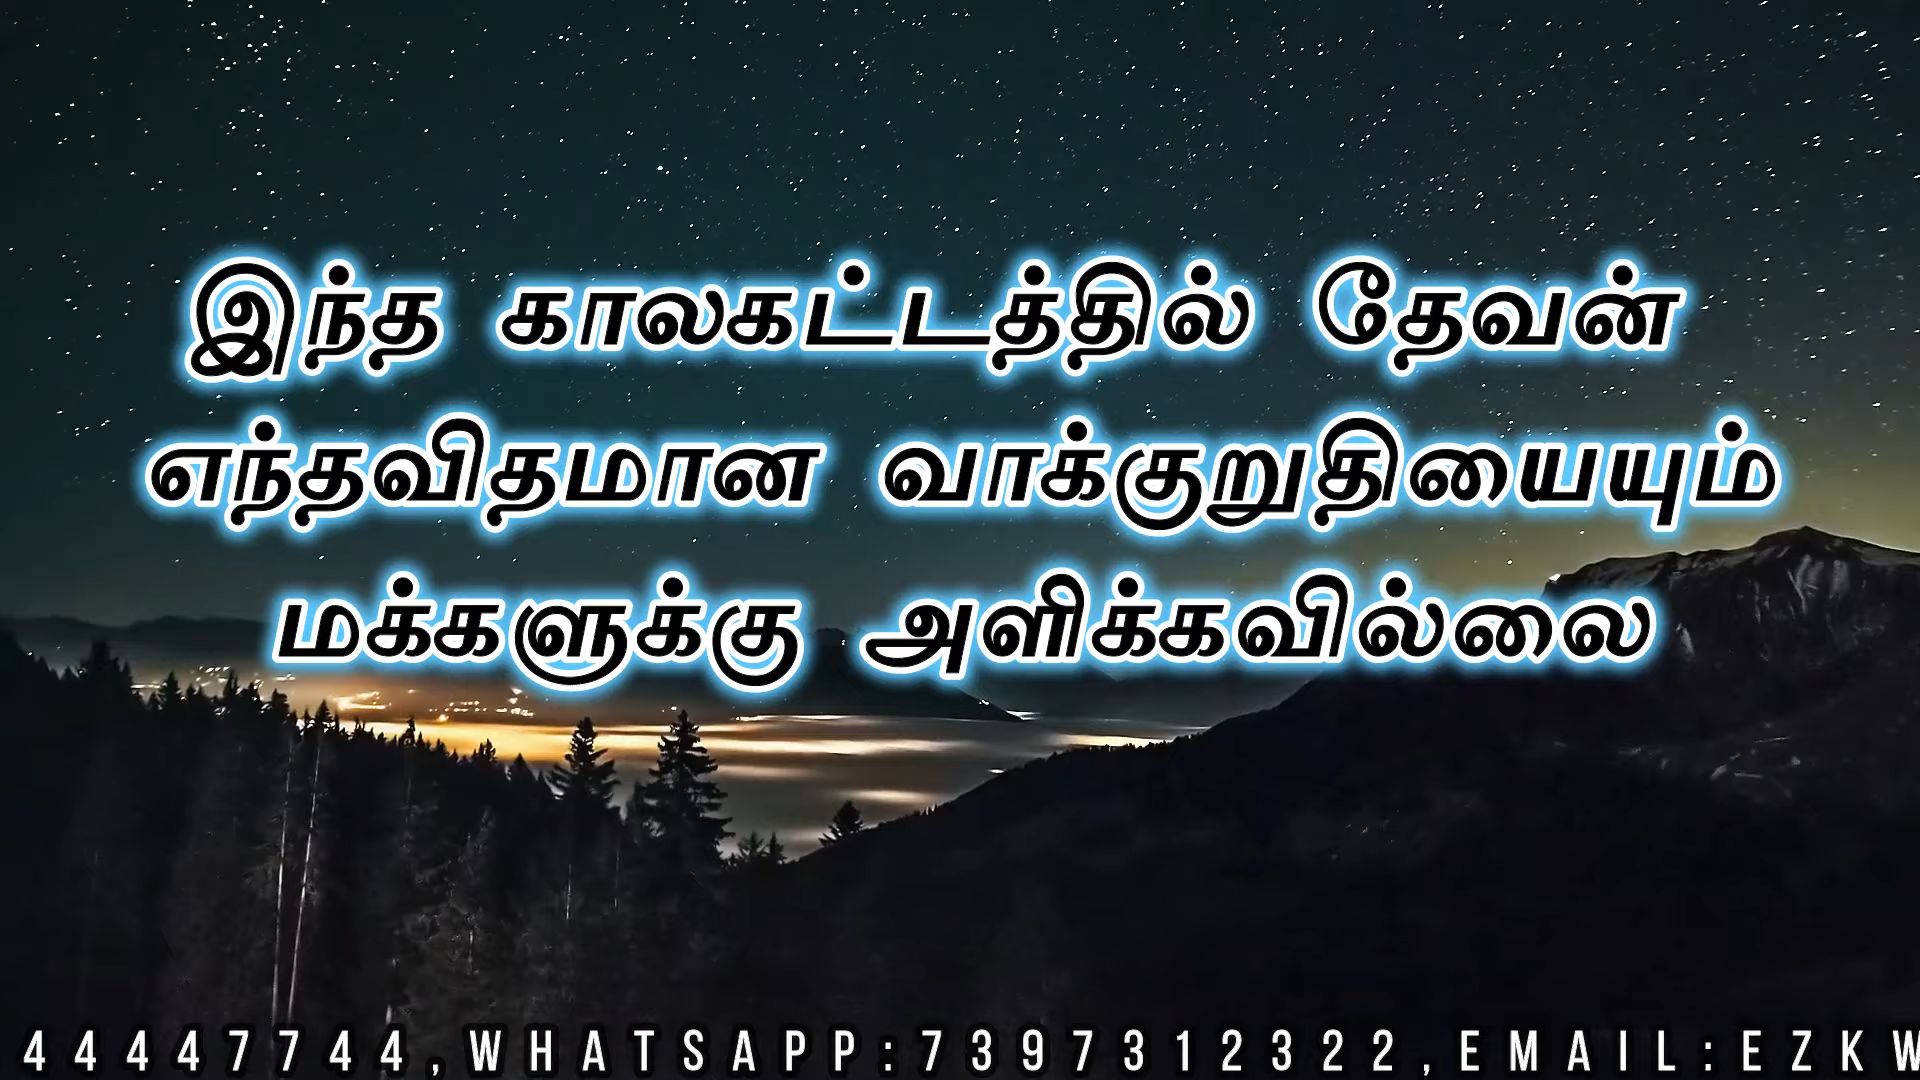 இந்த காலகட்டத்தில் தேவன்
எந்தவிதமான வாக்குறுதியையும்
மக்களுக்கு அளிக்கவில்லை
44447744,WHATSAPP:7397312322,EMAIL:EZKW